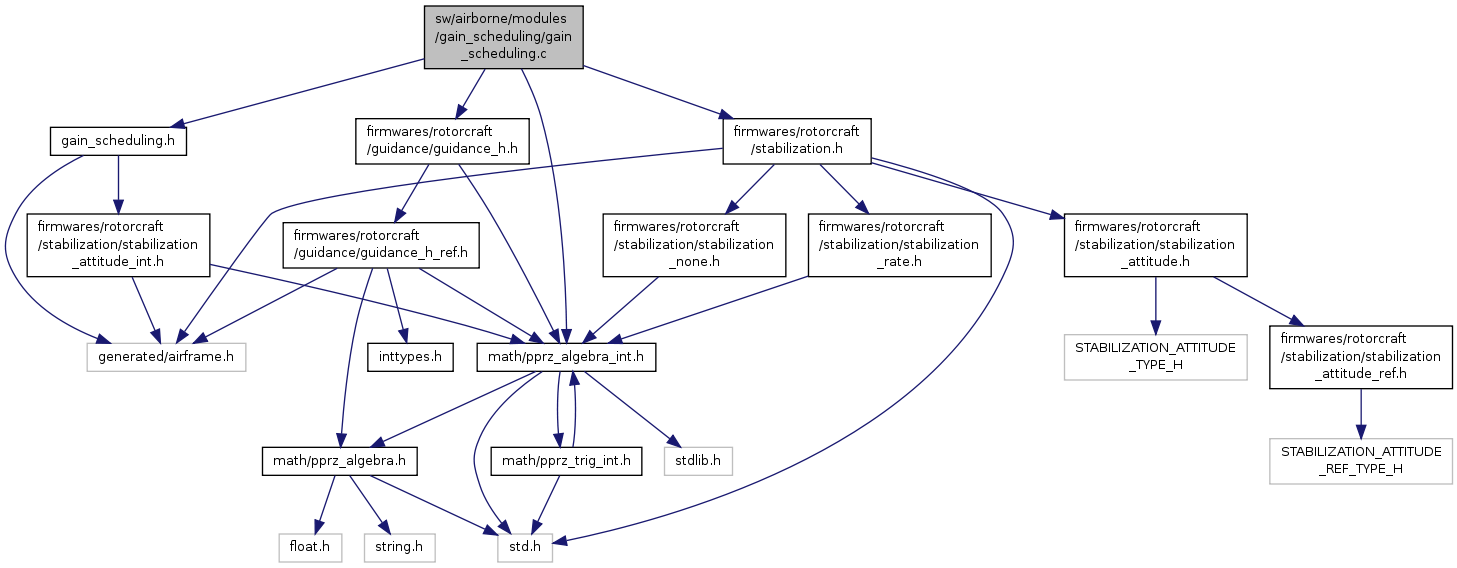 sw/airborne/modules
/gain_scheduling/gain
_scheduling.c
gain_scheduling.h
firmwares/rotorcraft
/guidance/guidance_h.h
firmwares/rotorcraft
/stabilization.h
firmwares/rotorcraft
/stabilization/stabilization
_attitude_int.h
firmwares/rotorcraft
/guidance/guidance_h_ref.h
firmwares/rotorcraft
/stabilization/stabilization
_none.h
firmwares/rotorcraft
/stabilization/stabilization
_rate.h
firmwares/rotorcraft
/stabilization/stabilization
_attitude.h
generated/airframe.h
inttypes.h
math/pprz_algebra_int.h
STABILIZATION_ATTITUDE
_TYPE_H
firmwares/rotorcraft
/stabilization/stabilization
_attitude_ref.h
math/pprz_algebra.h
math/pprz_trig_int.h
stdlib.h
STABILIZATION_ATTITUDE
_REF_TYPE_H
float.h
string.h
std.h